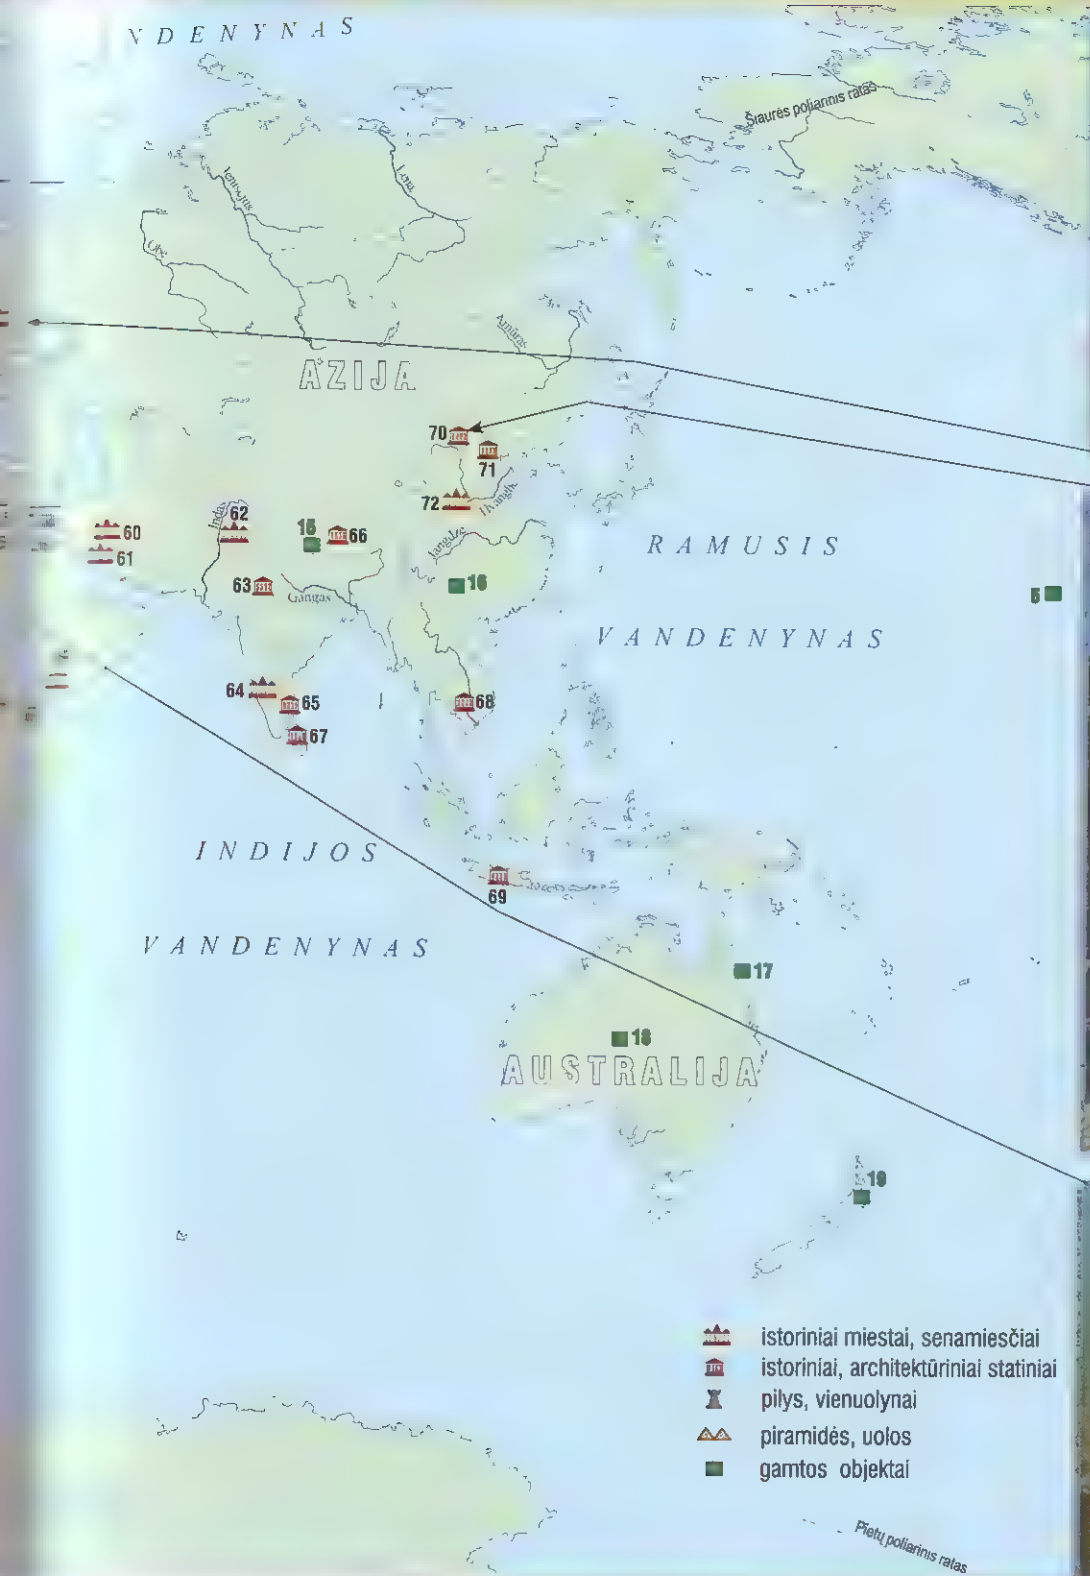 VDENYNAS
Šiaurės poliarinis ratas
Jenisejus
Lena
Obė
Amūras
AZIJA
70
71
72
Hvanghė
Indas
62
60
61
15
66
Jangdzė
RAMUSIS
63
Gangas
16
5
VANDENYNAS
64
65
68
67
INDIJOS
69
VANDENYNAS
17
18
AUSTRALIJA
19
istoriniai miestai, senamiesčiai
istoriniai, architektūriniai statiniai
pilys, vienuolynai
piramidės, uolos
gamtos objektai
Pietų poliarinis ratas